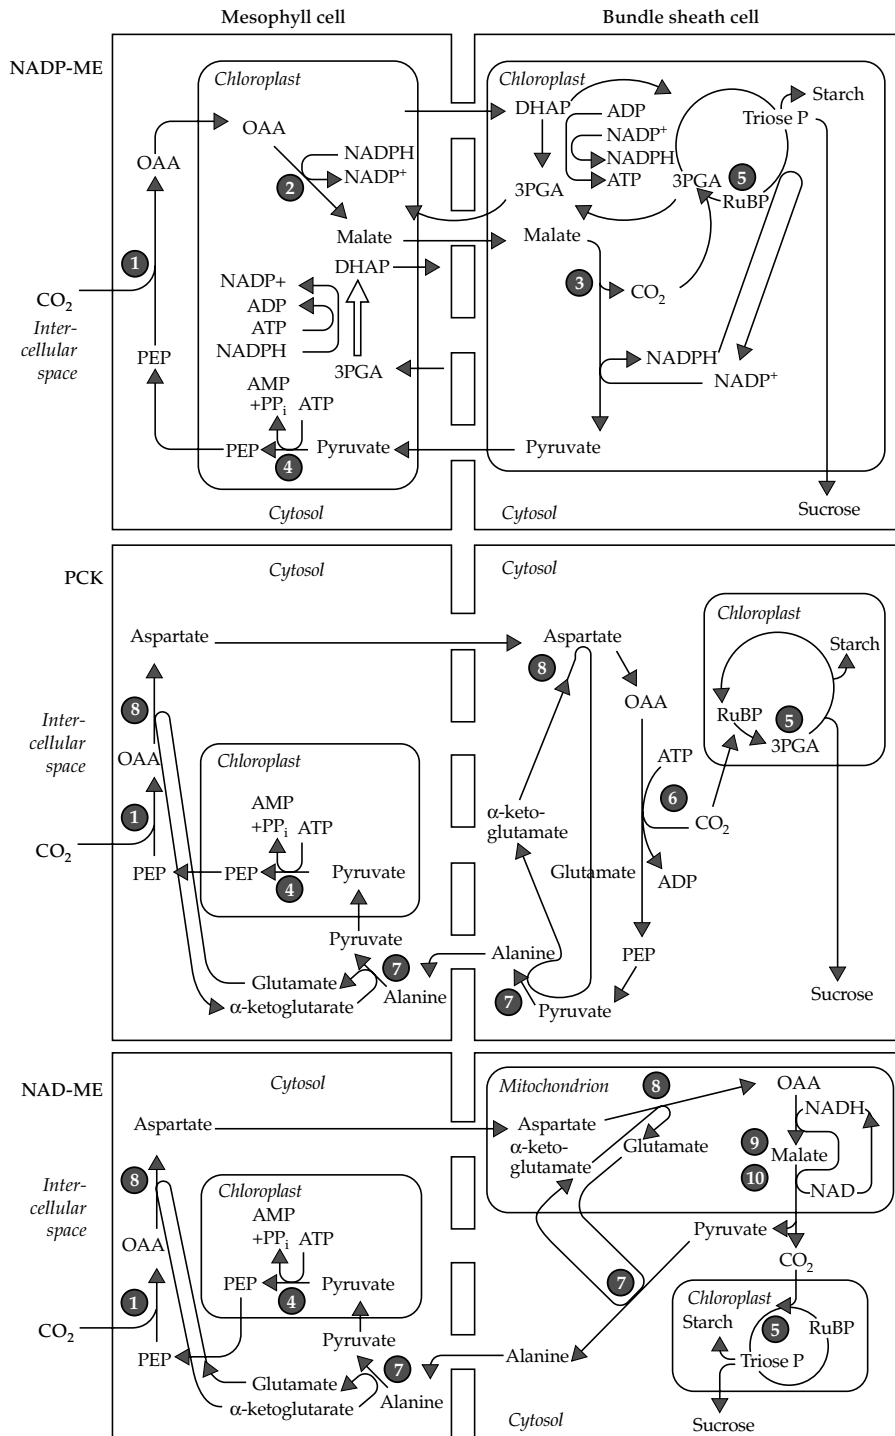 Mesophyll cell
Bundle sheath cell
NADP-ME
Chloroplast
OAA
NADPH
NADP+
2
OAA
Malate
1
CO2
Inter-
cellular
space
PEP
DHAP
NADP+
ADP
ATP
NADPH
3PGA
AMP
+PPi
ATP
PEP
4
Pyruvate
Cytosol
Chloroplast
DHAP
ADP
NADP+
NADPH
ATP
3PGA
Triose P
Starch
3PGA
5
RuBP
Malate
3
CO2
NADPH
NADP+
Pyruvate
Sucrose
Cytosol
PCK
Cytosol
Aspartate
8
Inter-
cellular
space
OAA
1
CO2
PEP
Chloroplast
AMP
+PPi
ATP
PEP
4
Pyruvate
Pyruvate
7
Glutamate
α-ketoglutarate
Alanine
Cytosol
Aspartate
8
OAA
Chloroplast
Starch
RuBP
5
3PGA
ATP
6
α-keto-
glutamate
CO2
Glutamate
ADP
Alanine
PEP
7
Pyruvate
Sucrose
NAD-ME
Cytosol
Aspartate
8
Inter-
cellular
space
OAA
1
CO2
PEP
Chloroplast
AMP
+PPi
ATP
PEP
4
Pyruvate
Pyruvate
7
Glutamate
α-ketoglutarate
Alanine
Mitochondrion
8
OAA
NADH
Aspartate
α-keto-
glutamate
Glutamate
9
Malate
10
NAD
Pyruvate
CO2
7
Chloroplast
Starch
5
RuBP
Triose P
Alanine
Sucrose
Cytosol